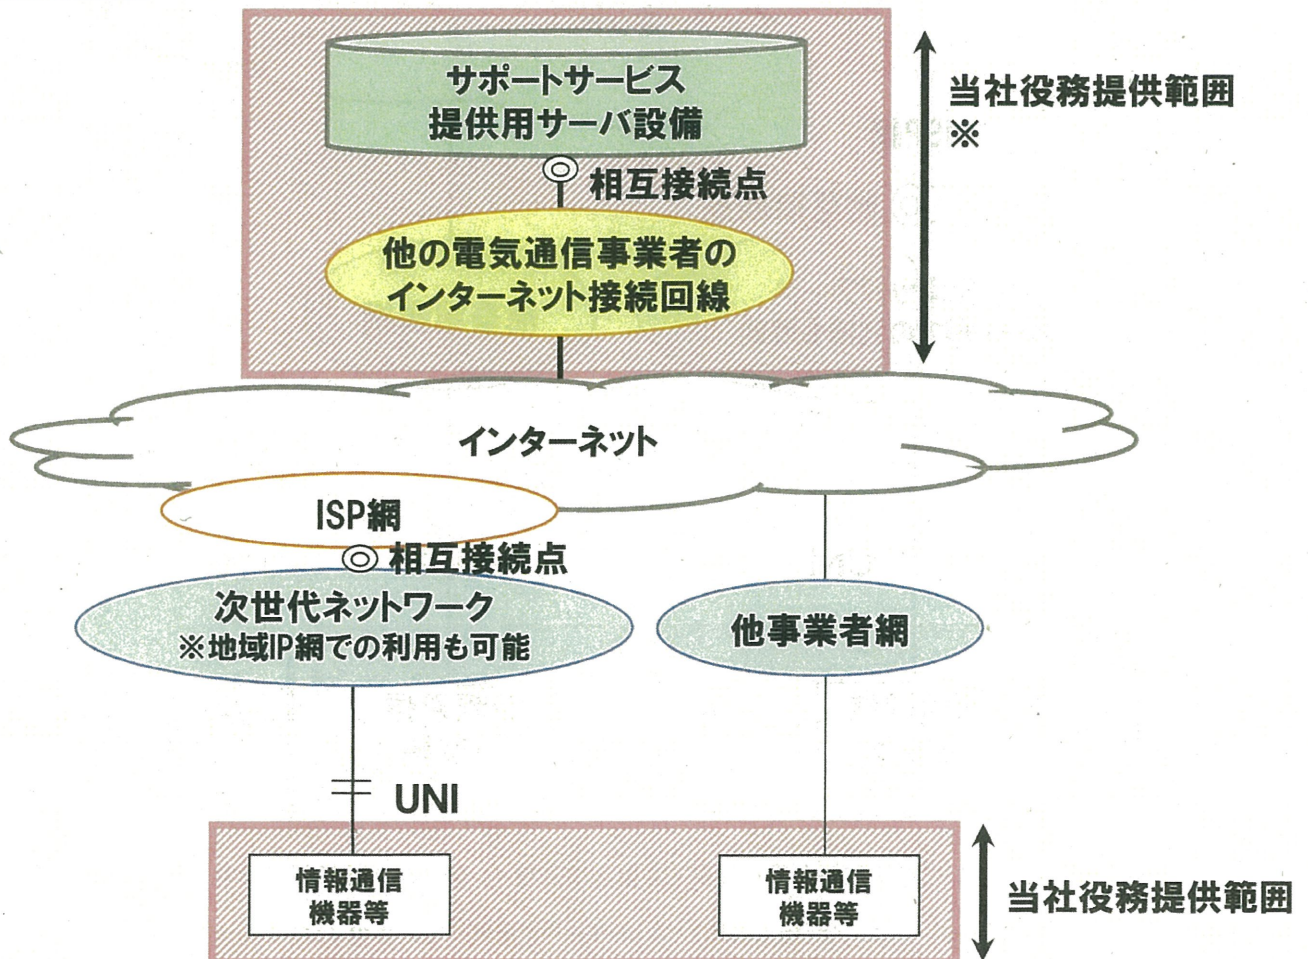 サポートサービス
提供用サーバ設備
当社役務提供範囲
※
相互接続点
他の電気通信事業者の
インターネット接続回線
インターネット
ISP網
相互接続点
次世代ネットワーク
※地域IP網での利用も可能
他事業者網
UNI
情報通信
機器等
情報通信
機器等
当社役務提供範囲